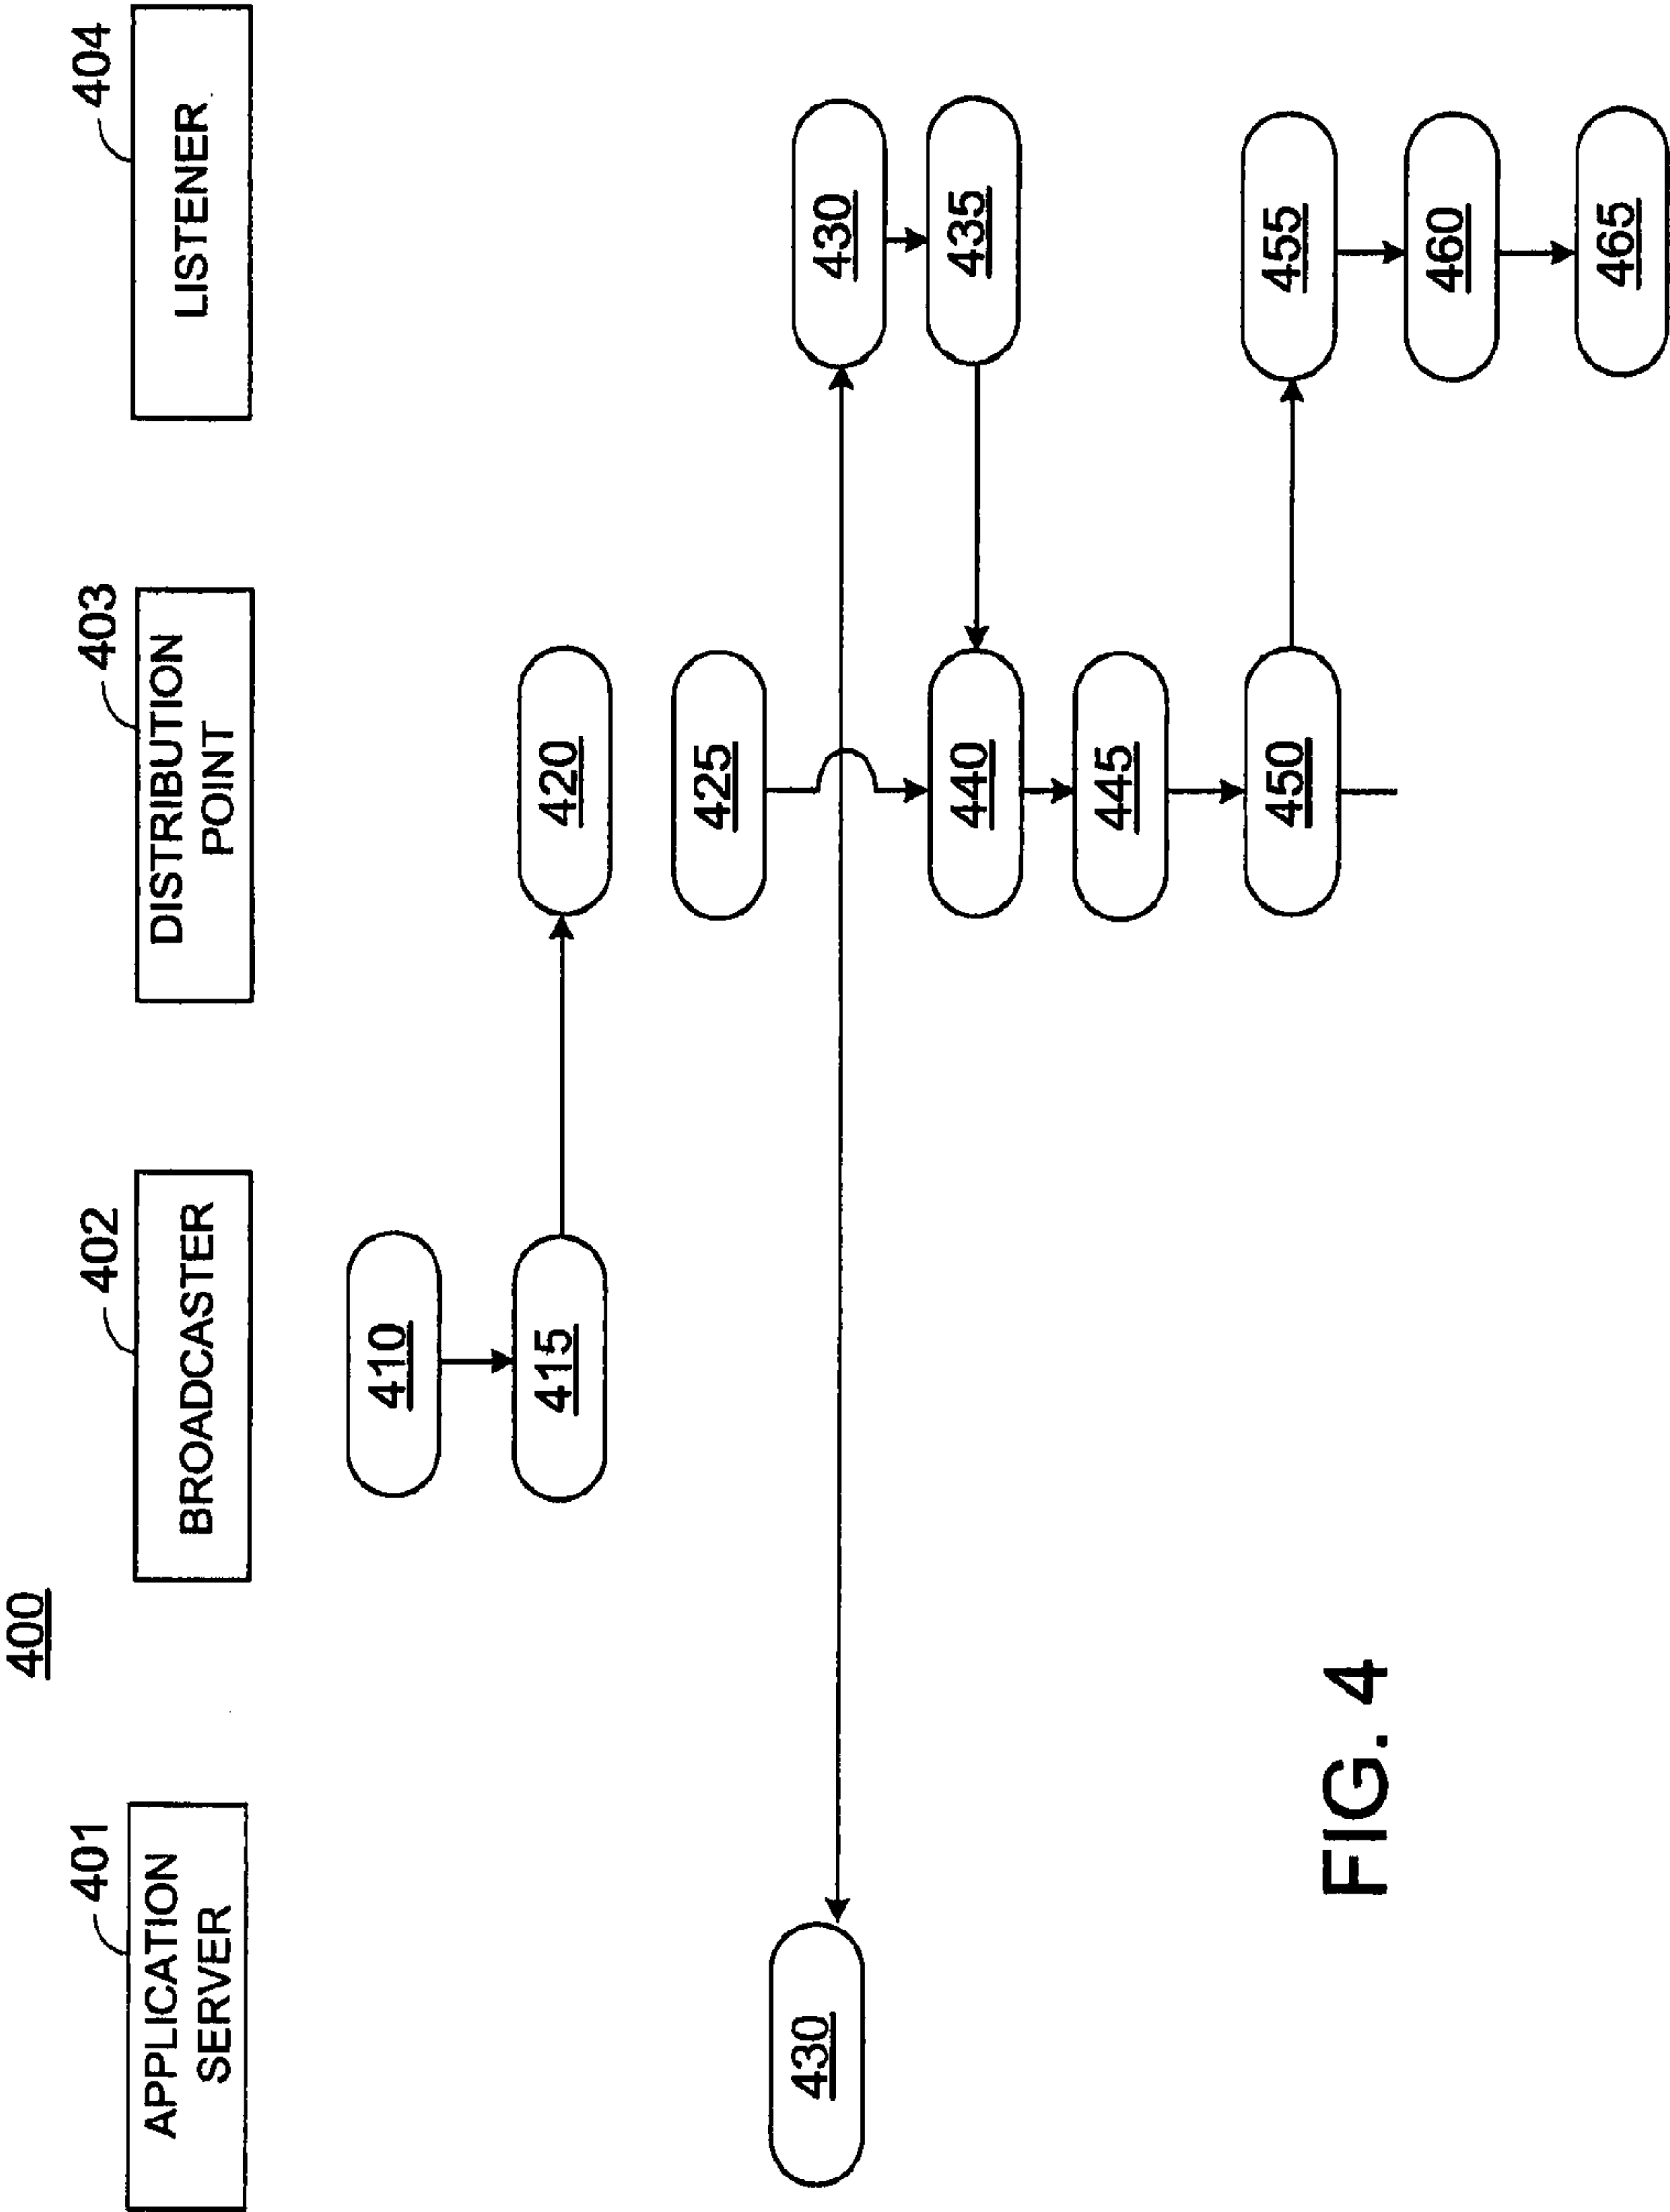 400
401
402
403
404
APPLICATION
SERVER
BROADCASTER
DISTRIBUTION
POINT
LISTENER
410
415
420
425
430
430
435
440
445
450
455
460
465
FIG. 4